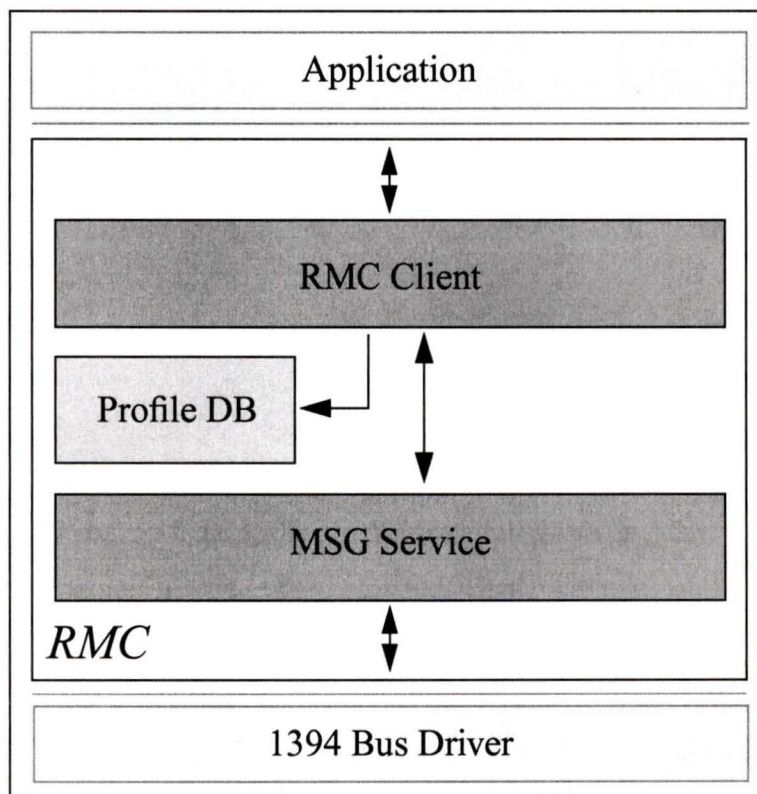 Application
RMC Client
Profile DB
MSG Service
RMC
1394 Bus Driver